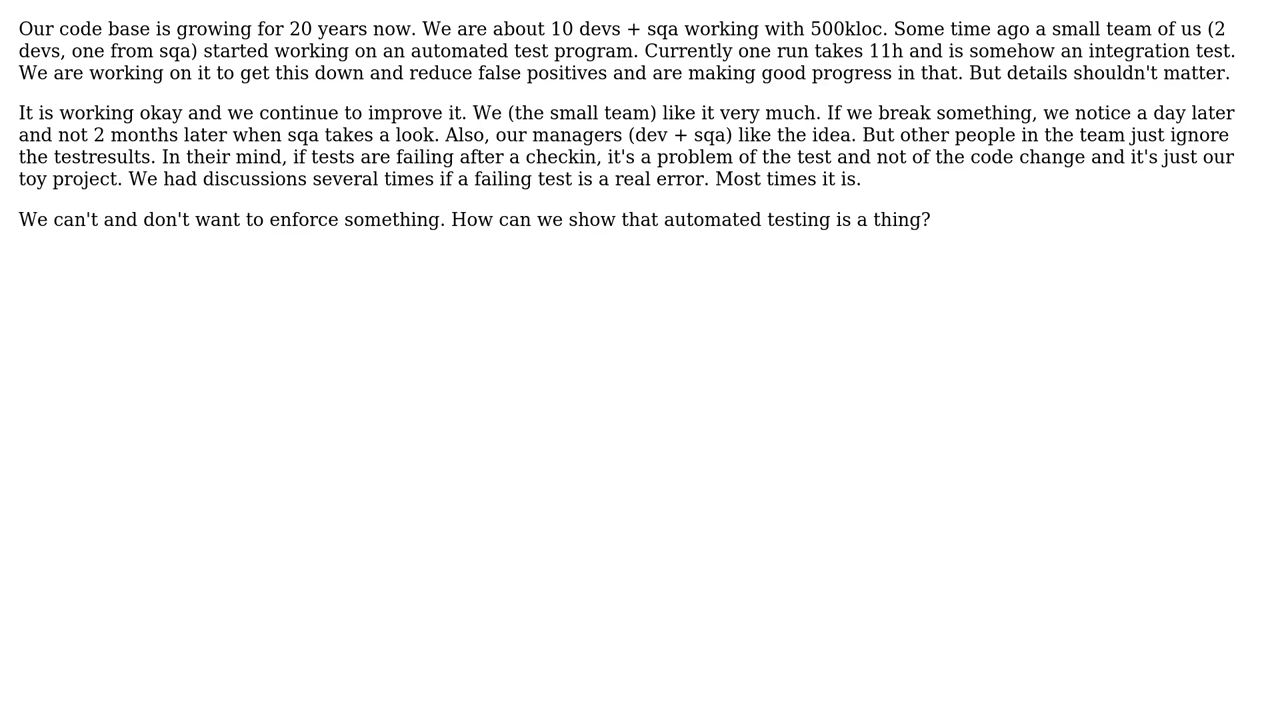 Our code base is growing for 20 years now. We are about 10 devs + sqa working with 500kloc. Some time ago a small team of us (2
devs, one from sqa) started working on an automated test program. Currently one run takes 11h and is somehow an integration test.
We are working on it to get this down and reduce false positives and are making good progress in that. But details shouldn't matter.
It is working okay and we continue to improve it. We (the small team) like it very much. If we break something, we notice a day later
and not 2 months later when sqa takes a look. Also, our managers (dev + sqa) like the idea. But other people in the team just ignore
the testresults. In their mind, if tests are failing after a checkin, it's a problem of the test and not of the code change and it's just our
toy project. We had discussions several times if a failing test is a real error. Most times it is.
We can't and don't want to enforce something. How can we show that automated testing is a thing?